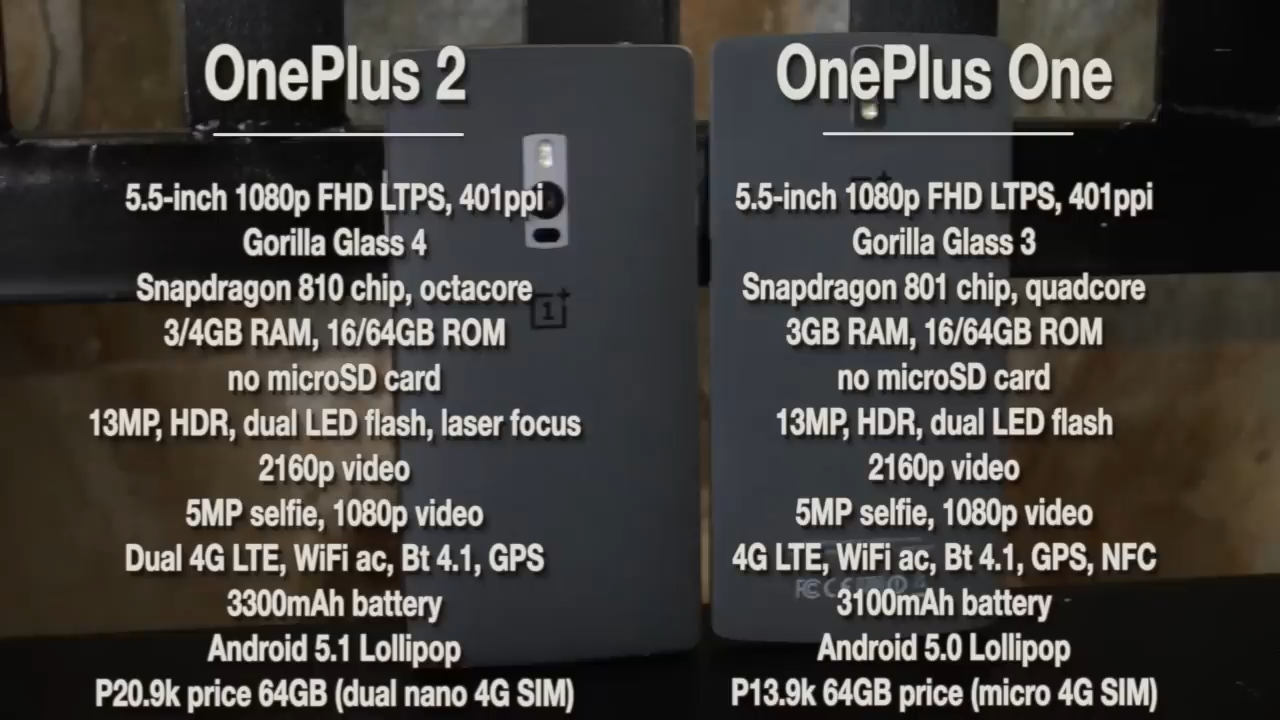 OnePlus 2
5.5-inch 1080p FHD LTPS, 401ppi
Gorilla Glass 4
Snapdragon 810 chip, octacore
3/4GB RAM, 16/64GB ROM
no microSD card
13MP, HDR, dual LED flash, laser focus
2160p video
5MP selfie, 1080p video
Dual 4G LTE, WiFi ac, Bt 4.1, GPS
3300mAh battery
Android 5.1 Lollipop
P20.9k price 64GB (dual nano 4G SIM)
OnePlus One
5.5-inch 1080p FHD LTPS, 401ppi
Gorilla Glass 3
Snapdragon 801 chip, quadcore
3GB RAM, 16/64GB ROM
no microSD card
13MP, HDR, dual LED flash
2160p video
5MP selfie, 1080p video
4G LTE, WiFi ac, Bt 4.1, GPS, NFC
3100mAh battery
Android 5.0 Lollipop
P13.9k 64GB price (micro 4G SIM)
1+